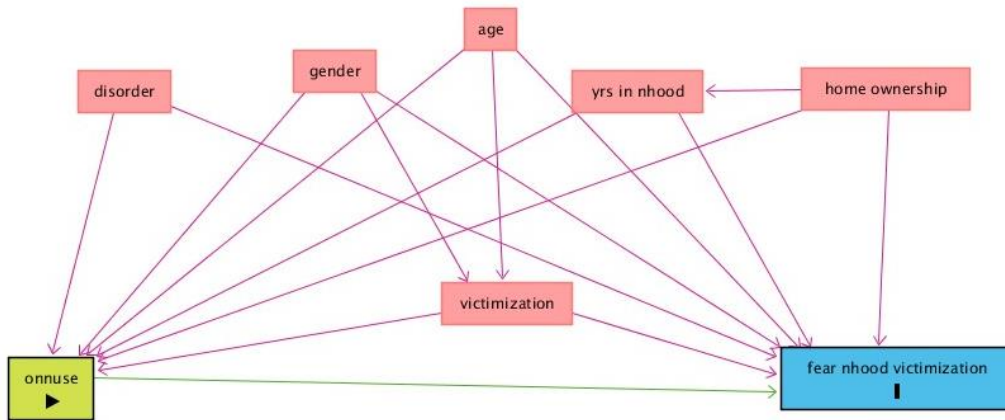 age
gender
disorder
yrs in nhood
home ownership
victimization
onnuse
fear nhood victimization